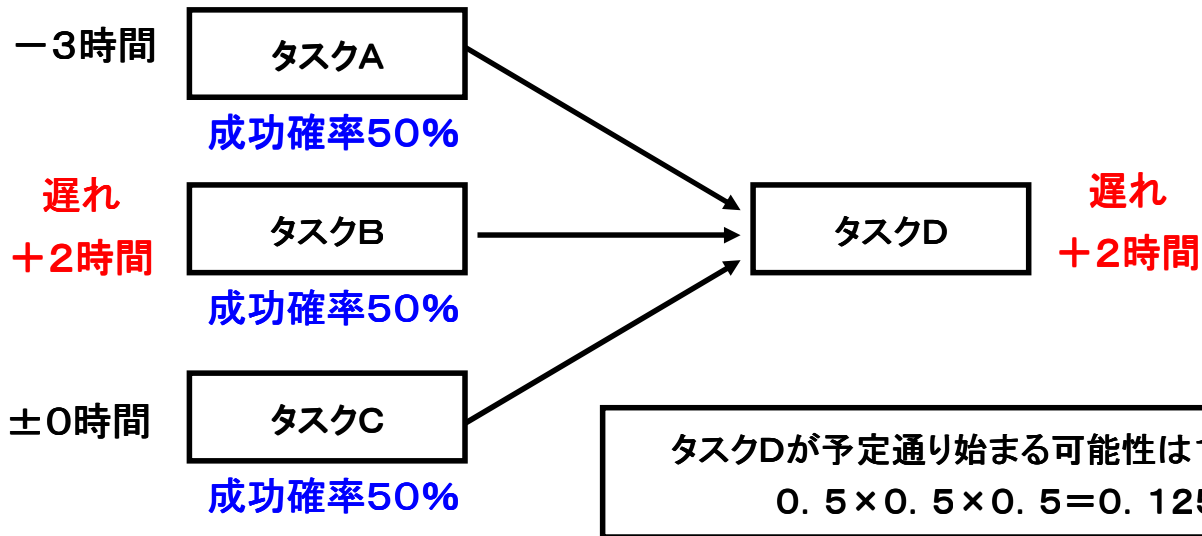 －3時間
タスクA
成功確率50%
遅れ
＋2時間
タスクB
成功確率50%
タスクD
遅れ
＋2時間
±0時間
タスクC
成功確率50%
タスクDが予定通り始まる可能性は
0．5×0．5×0．5＝0．125